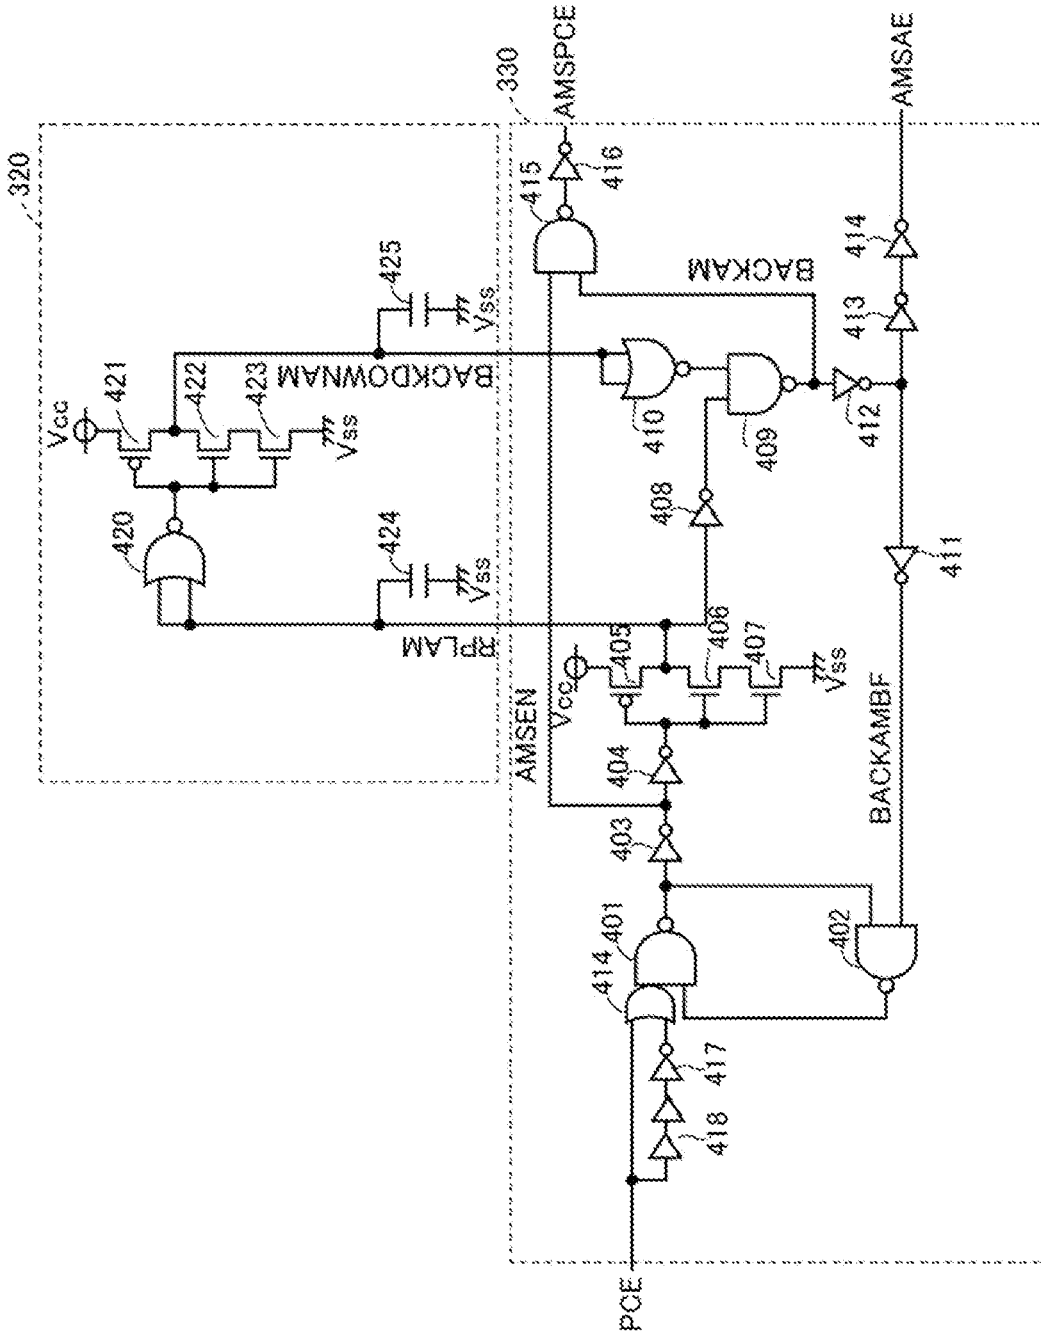 320
421
422
423
Vcc
Vss
420
425
Vss
424
Vss
BACKDOWNAM
RPLAM
330
AMSPCE
416
415
AMSEN
BACKAM
410
409
408
412
AMSAE
414
413
411
Vcc
405
406
407
Vss
404
403
BACKAMBF
401
414
402
417
418
PCE